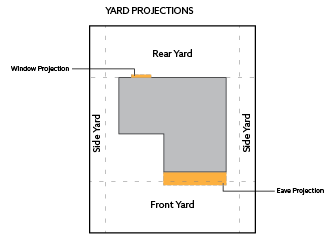 YARD PROJECTIONS
Rear Yard
Window Projection
Side Yard
Side Yard
Eave Projection
Front Yard